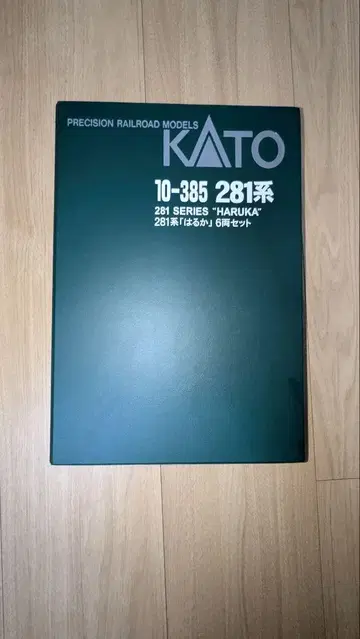 PRECISION RAILROAD MODELS
KATO
10-385 281系
281 SERIES "HARUKA"
281系「はるか」6両セット